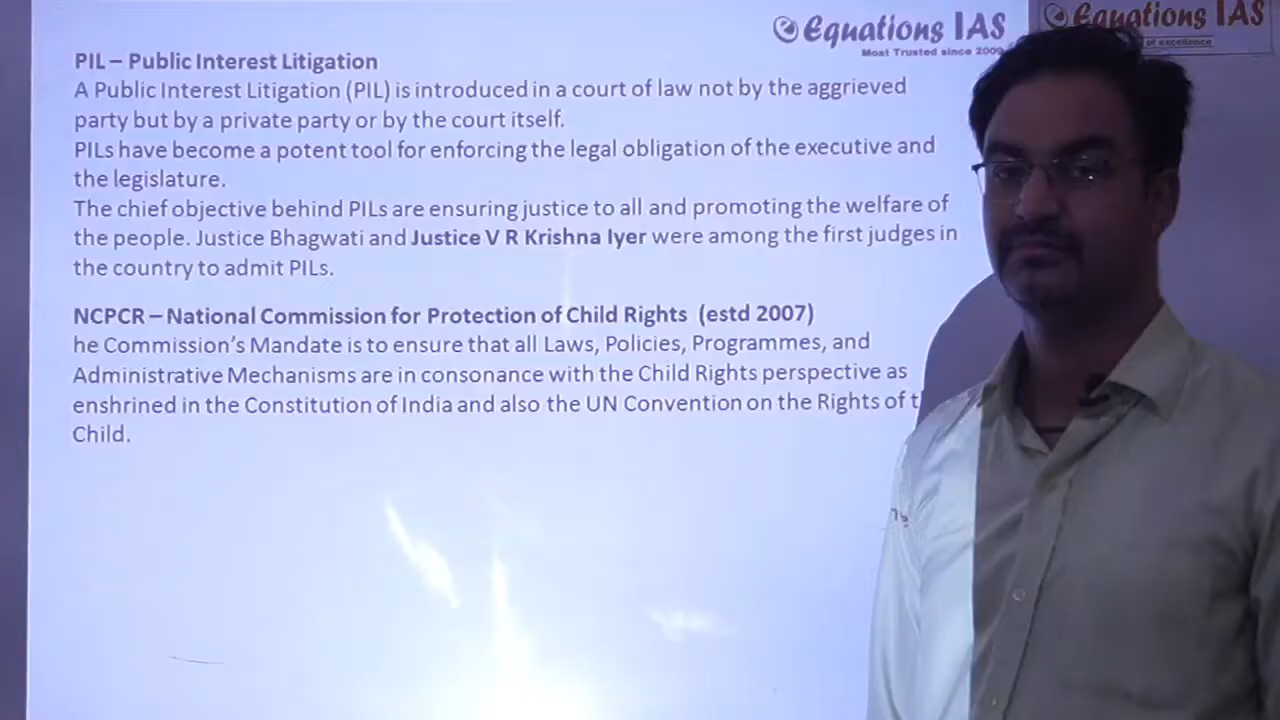 Equations IAS
Most Trusted since 2009
Equations IAS
of excellence
PIL – Public Interest Litigation
A Public Interest Litigation (PIL) is introduced in a court of law not by the aggrieved
party but by a private party or by the court itself.
PILs have become a potent tool for enforcing the legal obligation of the executive and
the legislature.
The chief objective behind PILs are ensuring justice to all and promoting the welfare of
the people. Justice Bhagwati and Justice V R Krishna Iyer were among the first judges in
the country to admit PILs.
NCPCR – National Commission for Protection of Child Rights (estd 2007)
he Commission's Mandate is to ensure that all Laws, Policies, Programmes, and
Administrative Mechanisms are in consonance with the Child Rights perspective as
enshrined in the Constitution of India and also the UN Convention on the Rights of t
Child.